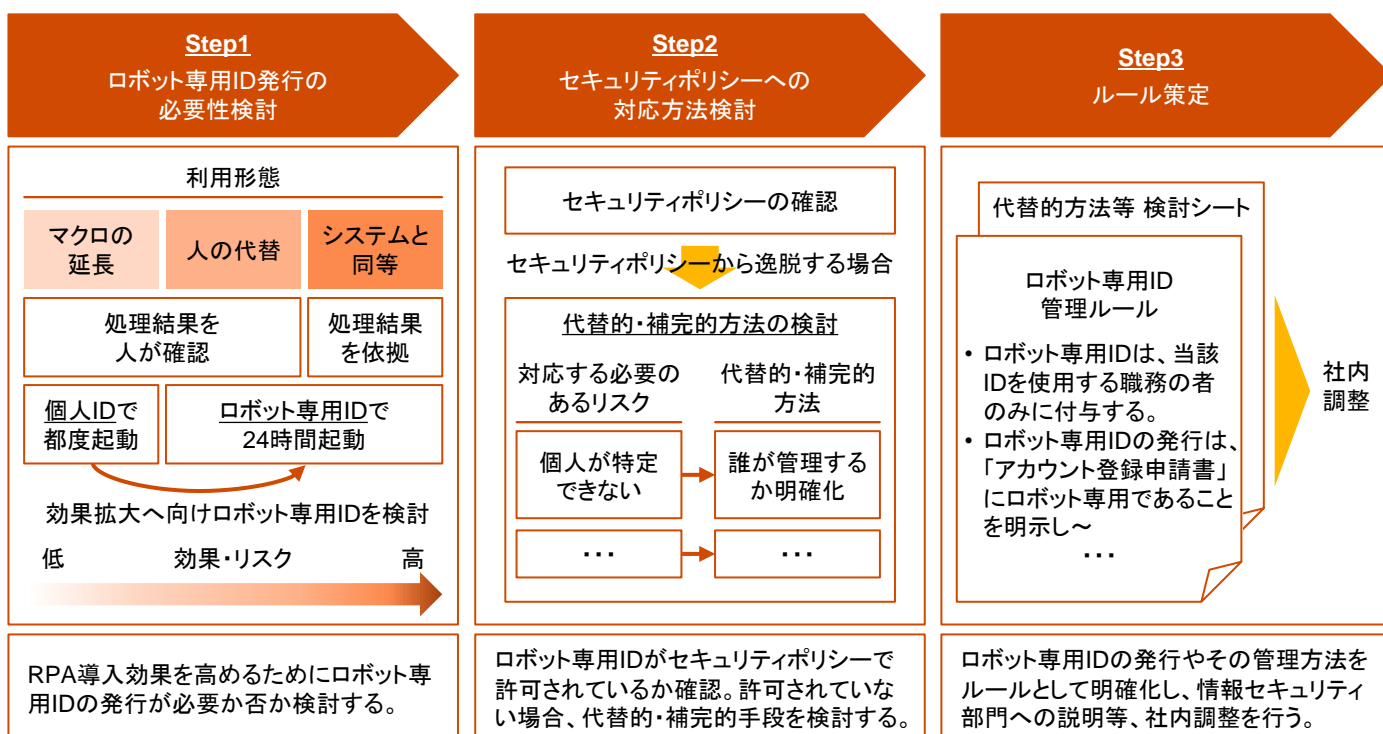 Step1
ロボット専用ID発行の
必要性検討
利用形態
マクロの
延長
人の代替
システムと
同等
処理結果を
人が確認
処理結果
を依拠
個人IDで
都度起動
ロボット専用IDで
24時間起動
効果拡大へ向けロボット専用IDを検討
低
効果・リスク
高
RPA導入効果を高めるためにロボット専
用IDの発行が必要か否か検討する。
Step2
セキュリティポリシーへの
対応方法検討
セキュリティポリシーの確認
セキュリティポリシーから逸脱する場合
代替的・補完的方法の検討
対応する必要の
あるリスク
代替的・補完的
方法
個人が特定
できない
誰が管理する
か明確化
・・・
・・・
ロボット専用IDがセキュリティポリシーで
許可されているか確認。許可されていな
い場合、代替的・補完的手段を検討する。
Step3
ルール策定
代替的方法等 検討シート
ロボット専用ID
管理ルール
• ロボット専用IDは、当該
IDを使用する職務の者
のみに付与する。
• ロボット専用IDの発行は、
「アカウント登録申請書」
にロボット専用であること
を明示し～
・・・
社内
調整
ロボット専用IDの発行やその管理方法を
ルールとして明確化し、情報セキュリティ
部門への説明等、社内調整を行う。